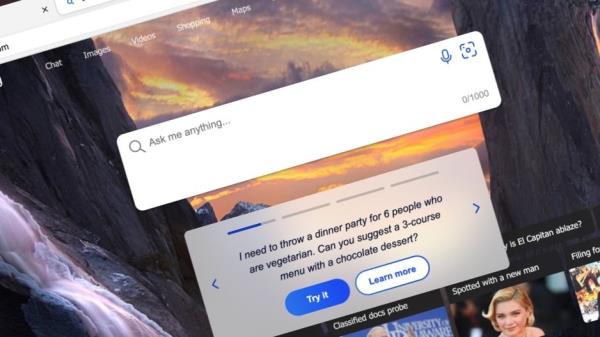 om
Chat
Images
Videos
Shopping
Maps
Ask me anything...
0/1000
I need to throw a dinner party for 6 people who
are vegetarian. Can you suggest a 3-course
menu with a chocolate dessert?
Try it
Learn more
y is El Capitan ablaze?
Classified docs probe
Spotted with a new man
Filing fo